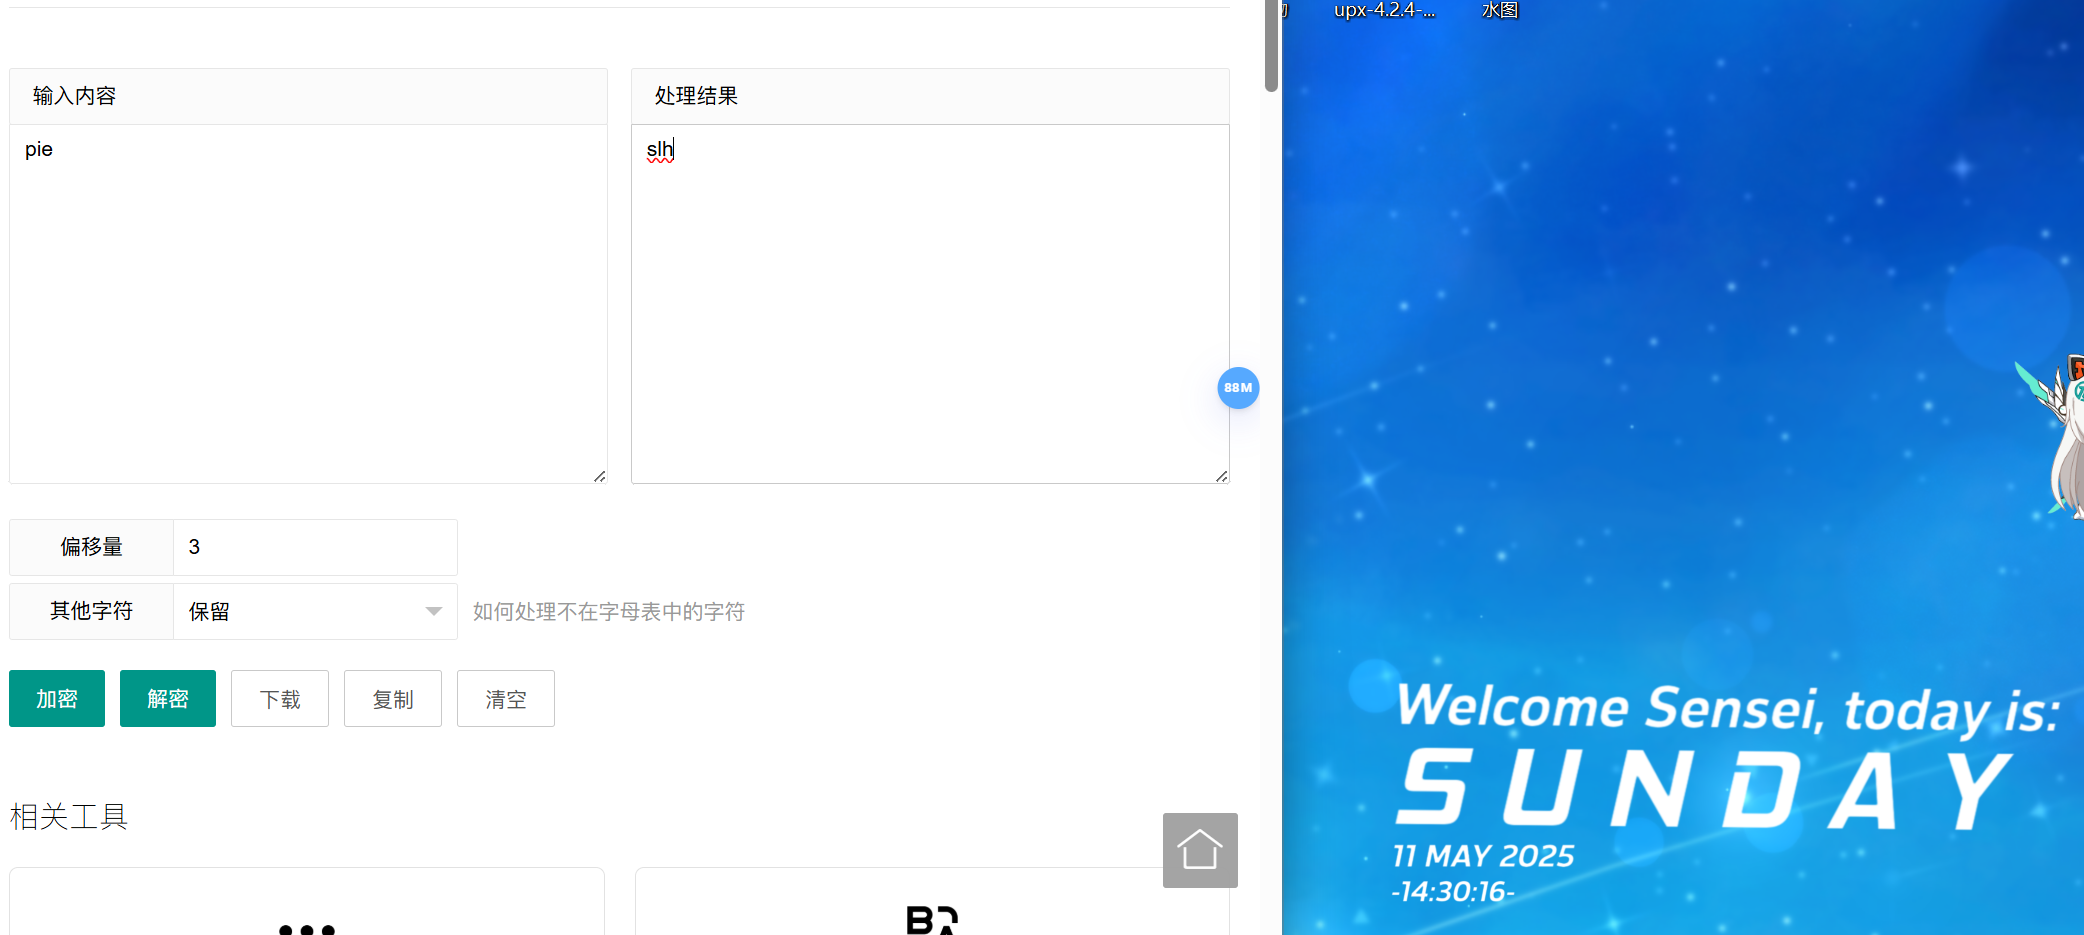 upx-4.2.4-...
水图
输入内容
处理结果
pie
slh
88M
偏移量
3
其他字符
保留
如何处理不在字母表中的字符
加密
解密
下载
复制
清空
相关工具
Welcome Sensei, today is:
SUNDAY
11 MAY 2025
-14:30:16-